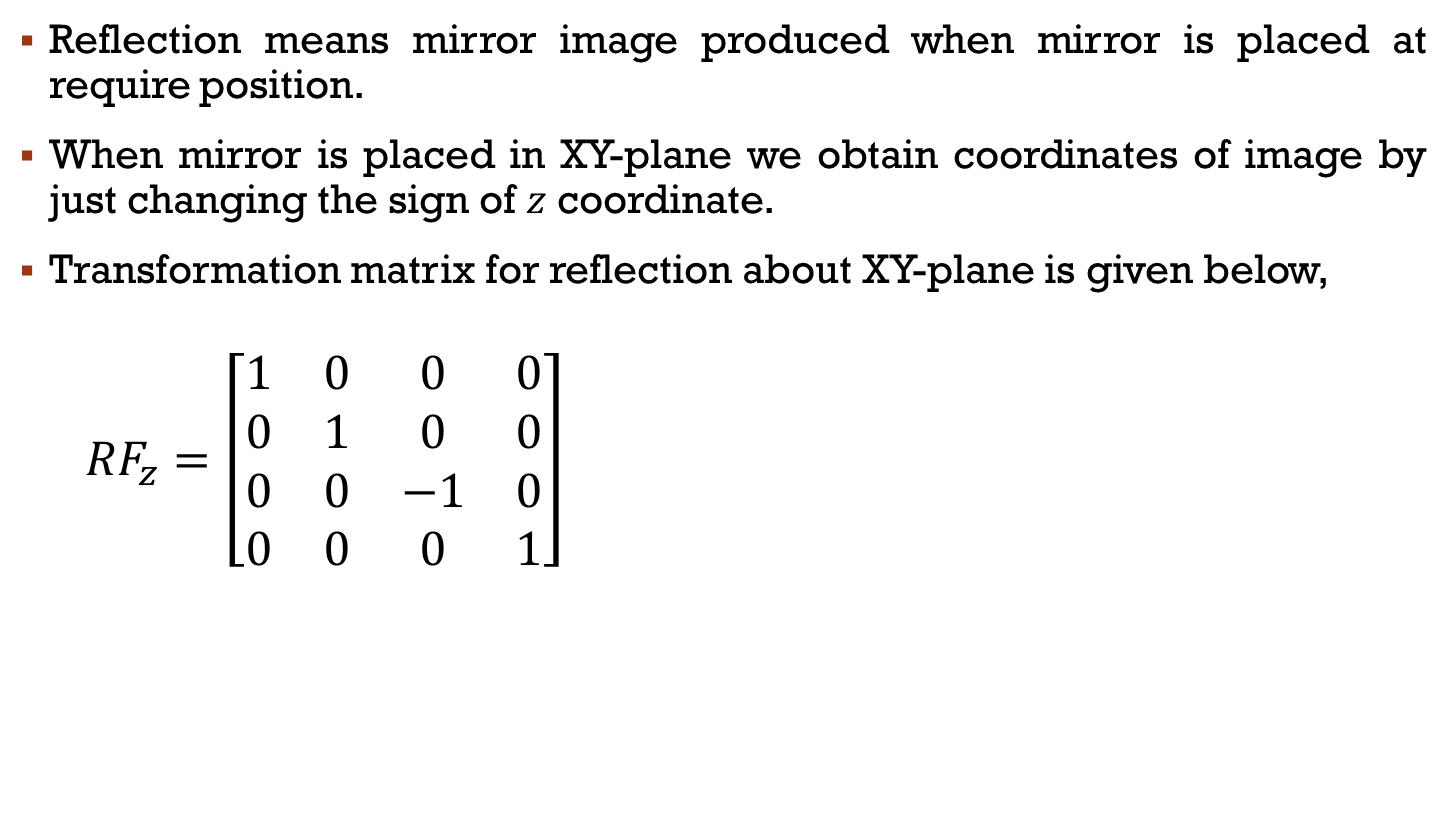 ▪ Reflection means mirror image produced when mirror is placed at
require position.
▪ When mirror is placed in XY-plane we obtain coordinates of image by
just changing the sign of z coordinate.
▪ Transformation matrix for reflection about XY-plane is given below,
1 0 0 0
0 1 0 0
RF_z =
0 0 −1 0
0 0 0 1